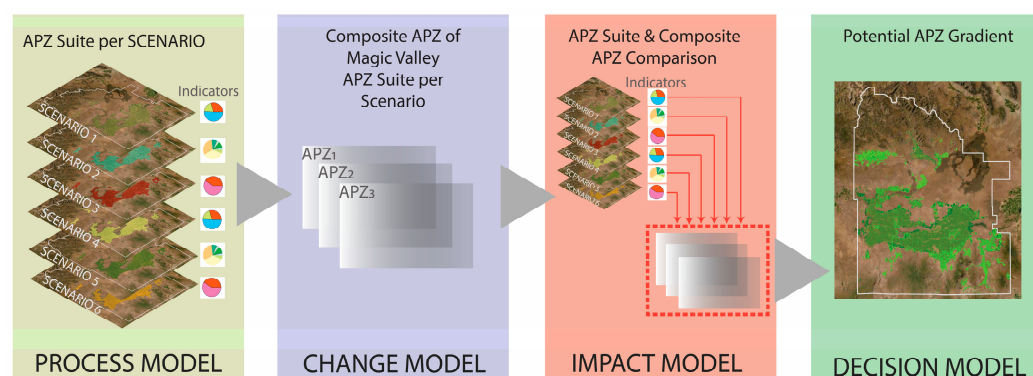 APZ Suite per SCENARIO
Indicators
SCENARIO 1
SCENARIO 2
SCENARIO 3
SCENARIO 4
SCENARIO 5
SCENARIO 6
PROCESS MODEL
Composite APZ of
Magic Valley
APZ Suite per
Scenario
APZ1
APZ2
APZ3
CHANGE MODEL
APZ Suite & Composite
APZ Comparison
Indicators
IMPACT MODEL
Potential APZ Gradient
DECISION MODEL